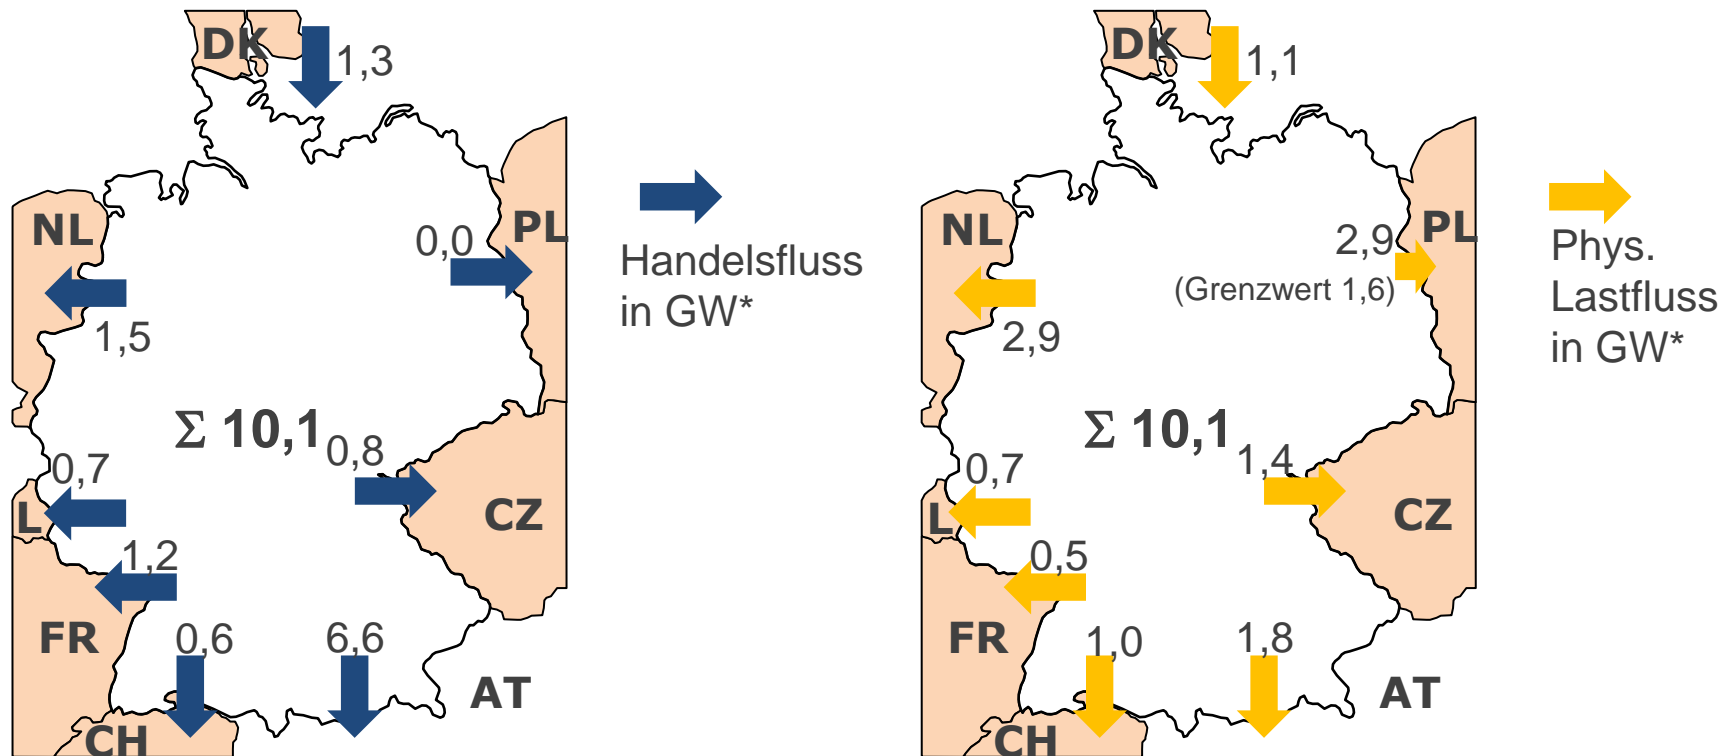 DK
1,3
NL
0,0
PL
1,5
Σ 10,1
0,8
0,7
L
CZ
1,2
FR
0,6
6,6
AT
CH
Handelsfluss
in GW*
DK
1,1
NL
2,9
PL
(Grenzwert 1,6)
2,9
Σ 10,1
1,4
0,7
L
CZ
0,5
FR
1,0
1,8
AT
CH
Phys.
Lastfluss
in GW*